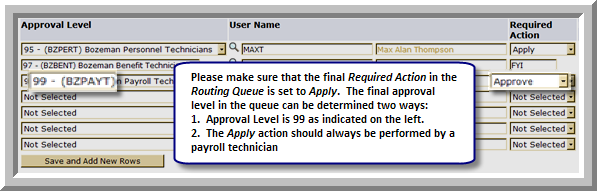 Approval Level User Name Required Action
95 - (BZPERT) Bozeman Personnel Technicians MAXT Max Alan Thompson Apply
97 - (BZBENT) Bozeman Benefit Technic FYI
99 - (BZPAYT) Payroll Technici Approve
Not Selected Not Selected
Not Selected Not Selected
Not Selected Not Selected
Not Selected Not Selected
Save and Add New Rows
Please make sure that the final Required Action in the
Routing Queue is set to Apply. The final approval
level in the queue can be determined two ways:
1. Approval Level is 99 as indicated on the left.
2. The Apply action should always be performed by a
payroll technician